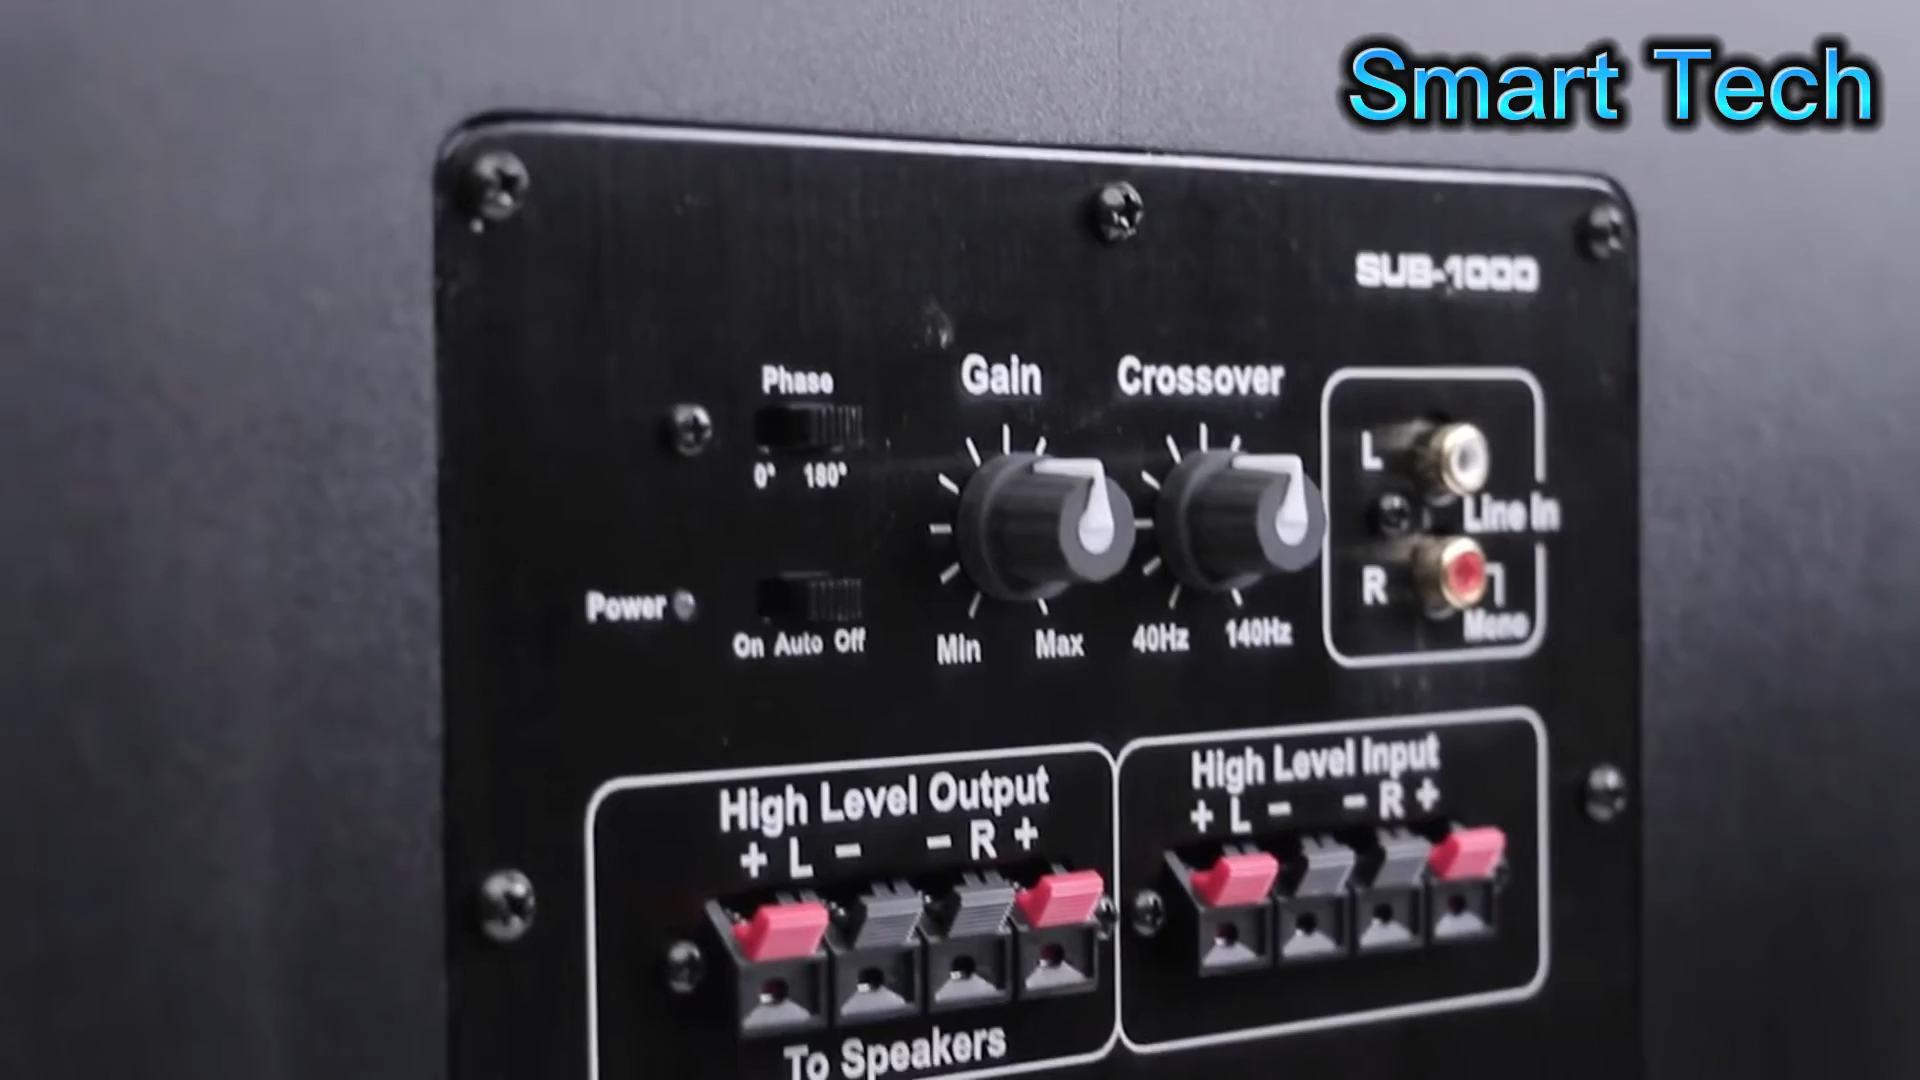 Smart Tech
SUB-1000
Phase
0° 180°
Gain
Crossover
L
Line In
R
Mono
Power
On Auto Off
Min Max
40Hz 140Hz
High Level Output
+ L - - R +
To Speakers
High Level Input
+ L - - R +